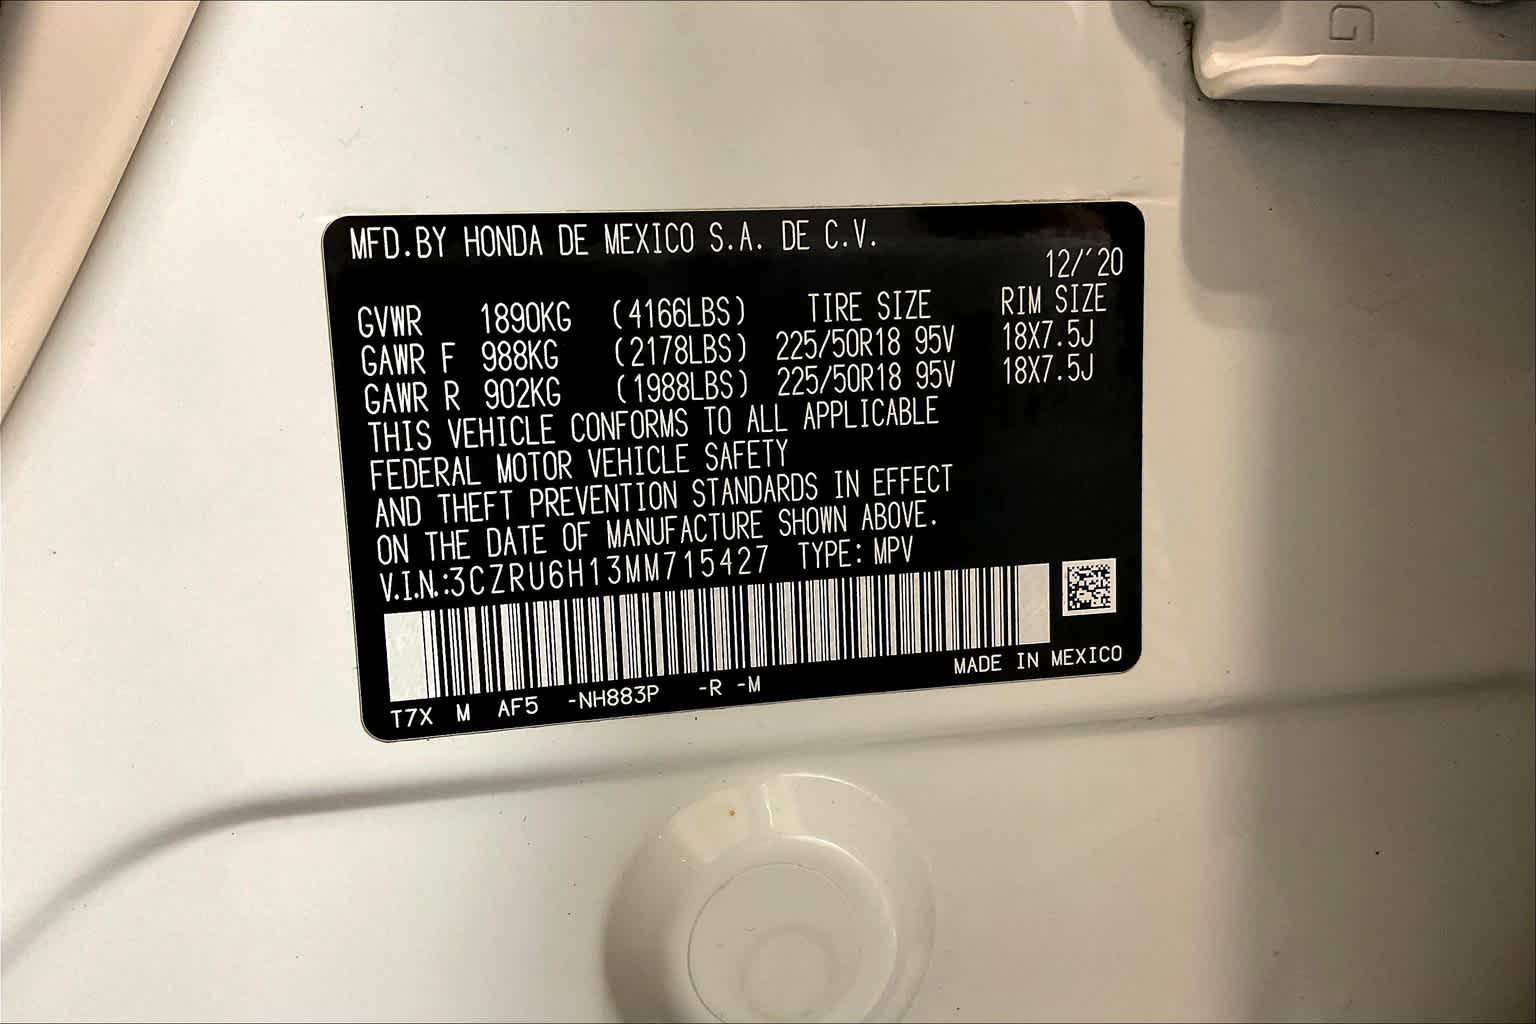 G
MFD.BY HONDA DE MEXICO S.A. DE C.V.
12/'20
GVWR 1890KG (4166LBS) TIRE SIZE RIM SIZE
GAWR F 988KG (2178LBS) 225/50R18 95V 18X7.5J
GAWR R 902KG (1988LBS) 225/50R18 95V 18X7.5J
THIS VEHICLE CONFORMS TO ALL APPLICABLE
FEDERAL MOTOR VEHICLE SAFETY
AND THEFT PREVENTION STANDARDS IN EFFECT
ON THE DATE OF MANUFACTURE SHOWN ABOVE.
V.I.N.:3CZRU6H13MM715427 TYPE: MPV
MADE IN MEXICO
T7X M AF5 -NH883P -R -M